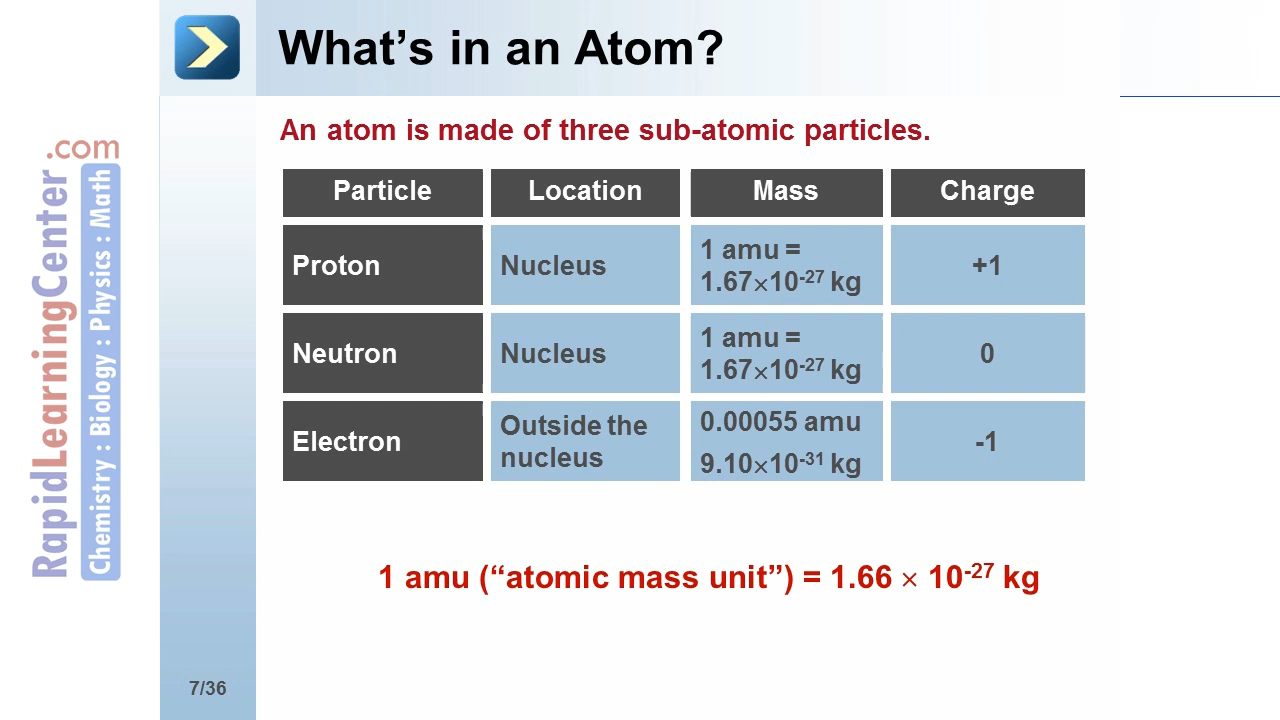 What’s in an Atom?
An atom is made of three sub-atomic particles.
Particle Location Mass Charge
Proton Nucleus 1 amu =
1.67×10⁻²⁷ kg +1
Neutron Nucleus 1 amu =
1.67×10⁻²⁷ kg 0
Electron Outside the
nucleus 0.00055 amu
9.10×10⁻³¹ kg -1
1 amu (“atomic mass unit”) = 1.66 × 10⁻²⁷ kg
7/36
RapidLearningCenter.com
Chemistry : Biology : Physics : Math